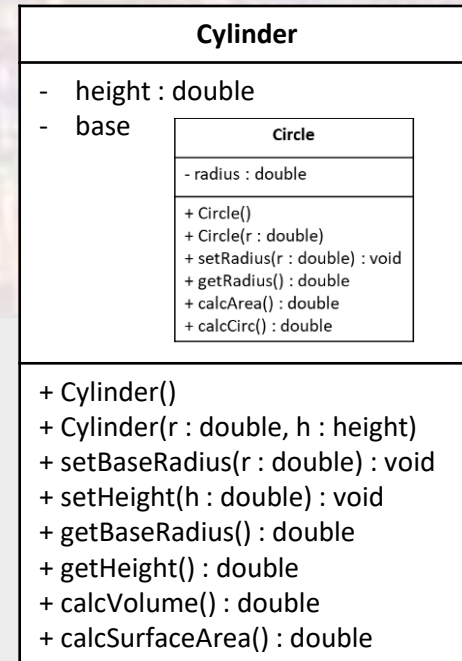 Cylinder
- height : double
- base
Circle
- radius : double
+ Circle()
+ Circle(r : double)
+ setRadius(r : double) : void
+ getRadius() : double
+ calcArea() : double
+ calcCirc() : double
+ Cylinder()
+ Cylinder(r : double, h : height)
+ setBaseRadius(r : double) : void
+ setHeight(h : double) : void
+ getBaseRadius() : double
+ getHeight() : double
+ calcVolume() : double
+ calcSurfaceArea() : double